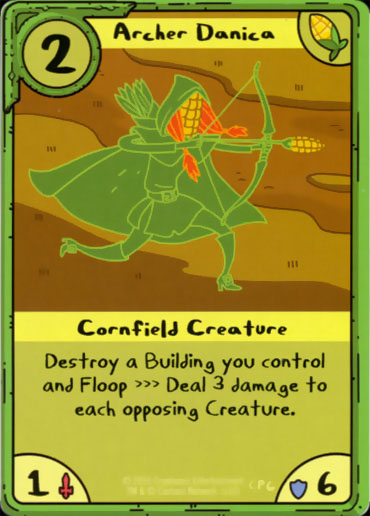 2
Archer Danica
Cornfield Creature
Destroy a Building you control
and Floop >>> Deal 3 damage to
each opposing Creature.
1
CPC
6